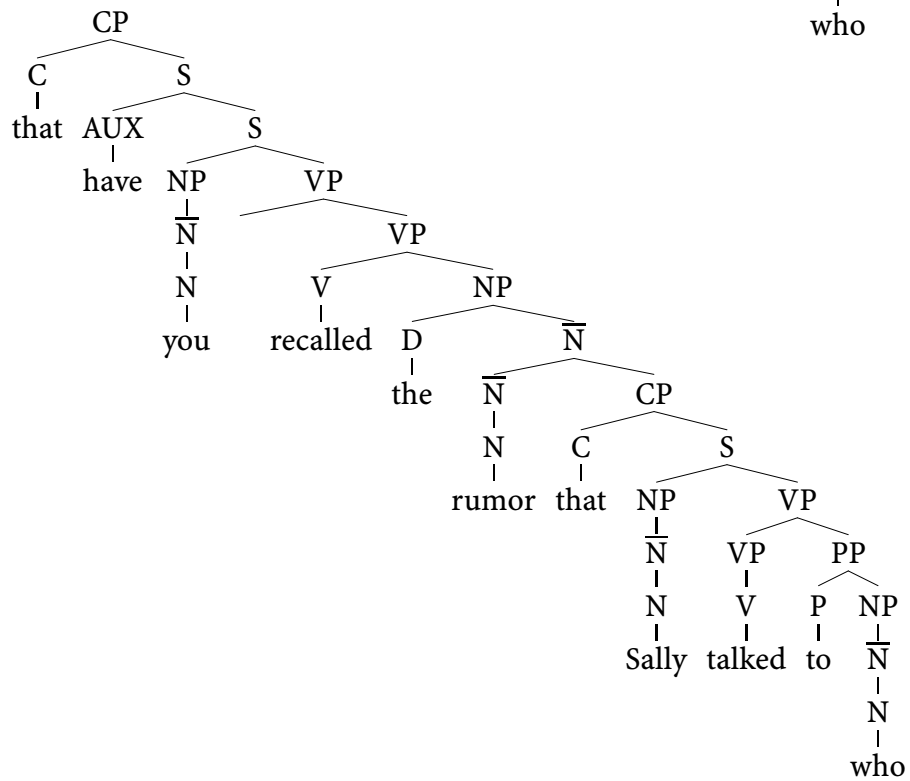 CP
who
C S
that AUX S
have NP VP
N̅ VP
N V NP
you recalled D N̅
the N̅ CP
N C S
rumor that NP VP
N̅ VP PP
N V P NP
Sally talked to N̅
N
who